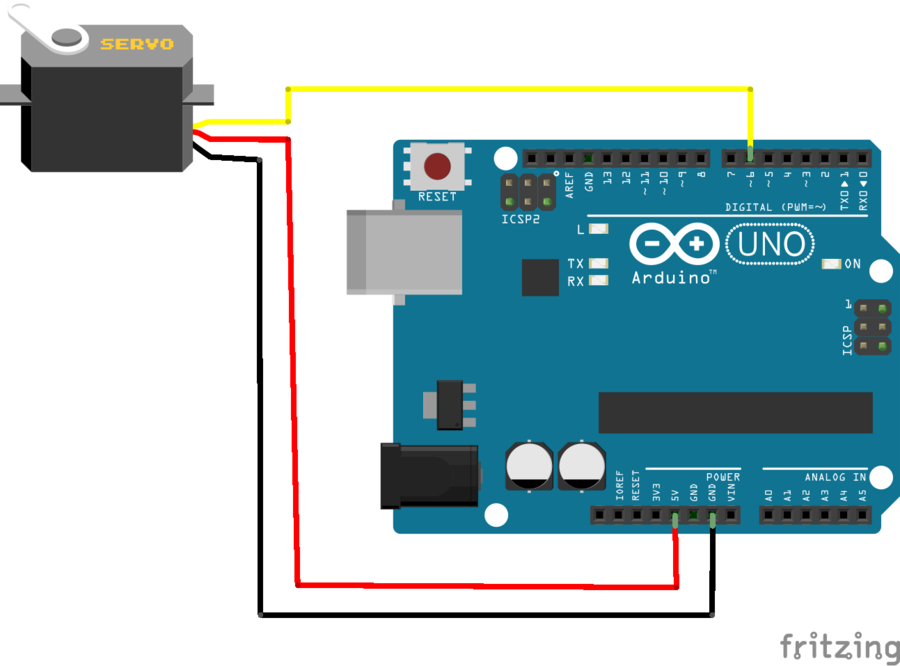 SERVO
RESET
ICSP2
AREF
GND
13
12
~11
~10
~9
8
7
~6
~5
4
~3
2
TX0▶1
RX0◀0
DIGITAL (PWM=~)
L
TX
RX
Arduino™
UNO
ON
1
ICSP
IOREF
RESET
3V3
5V
GND
GND
VIN
POWER
ANALOG IN
A0
A1
A2
A3
A4
A5
fritzing